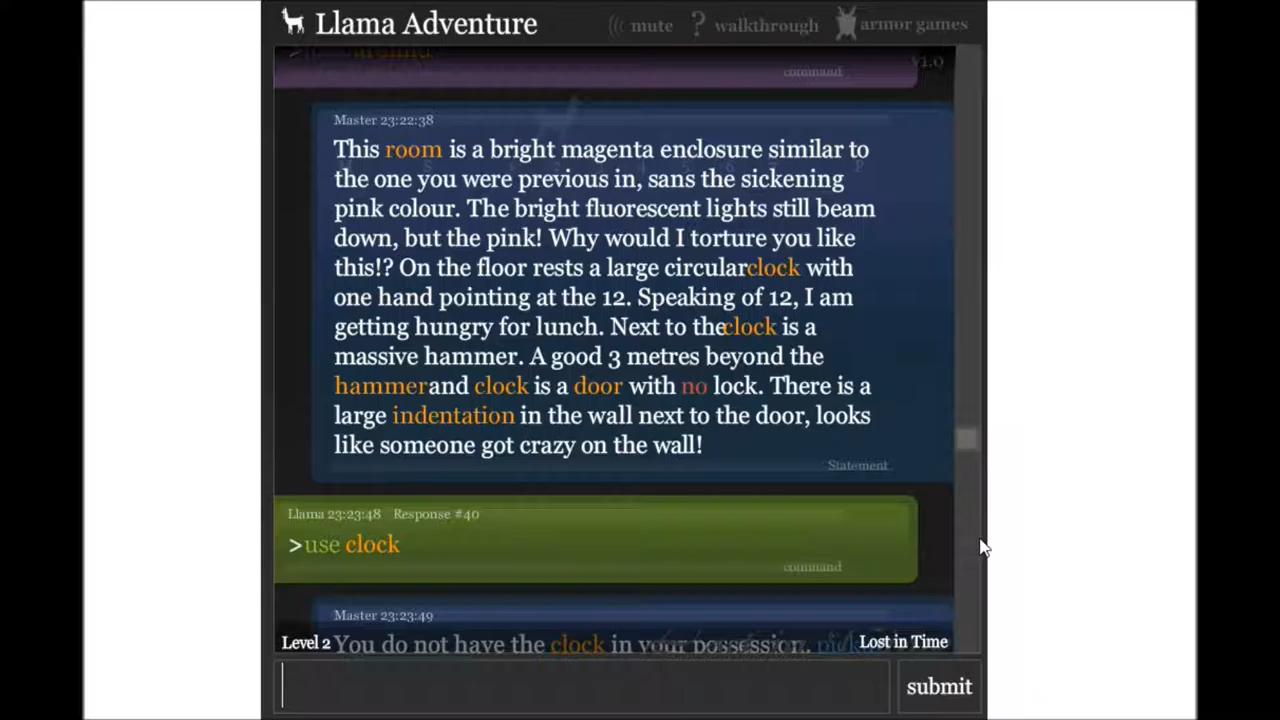 Llama Adventure
mute
walkthrough
armor games
around
command
v1.0
Master 23:22:38
This room is a bright magenta enclosure similar to
the one you were previous in, sans the sickening
pink colour. The bright fluorescent lights still beam
down, but the pink! Why would I torture you like
this!? On the floor rests a large circularclock with
one hand pointing at the 12. Speaking of 12, I am
getting hungry for lunch. Next to theclock is a
massive hammer. A good 3 metres beyond the
hammerand clock is a door with no lock. There is a
large indentation in the wall next to the door, looks
like someone got crazy on the wall!
Statement
Llama 23:23:48 Response #40
>use clock
command
Master 23:23:49
You do not have the clock in your possession.
Level 2
Lost in Time
submit